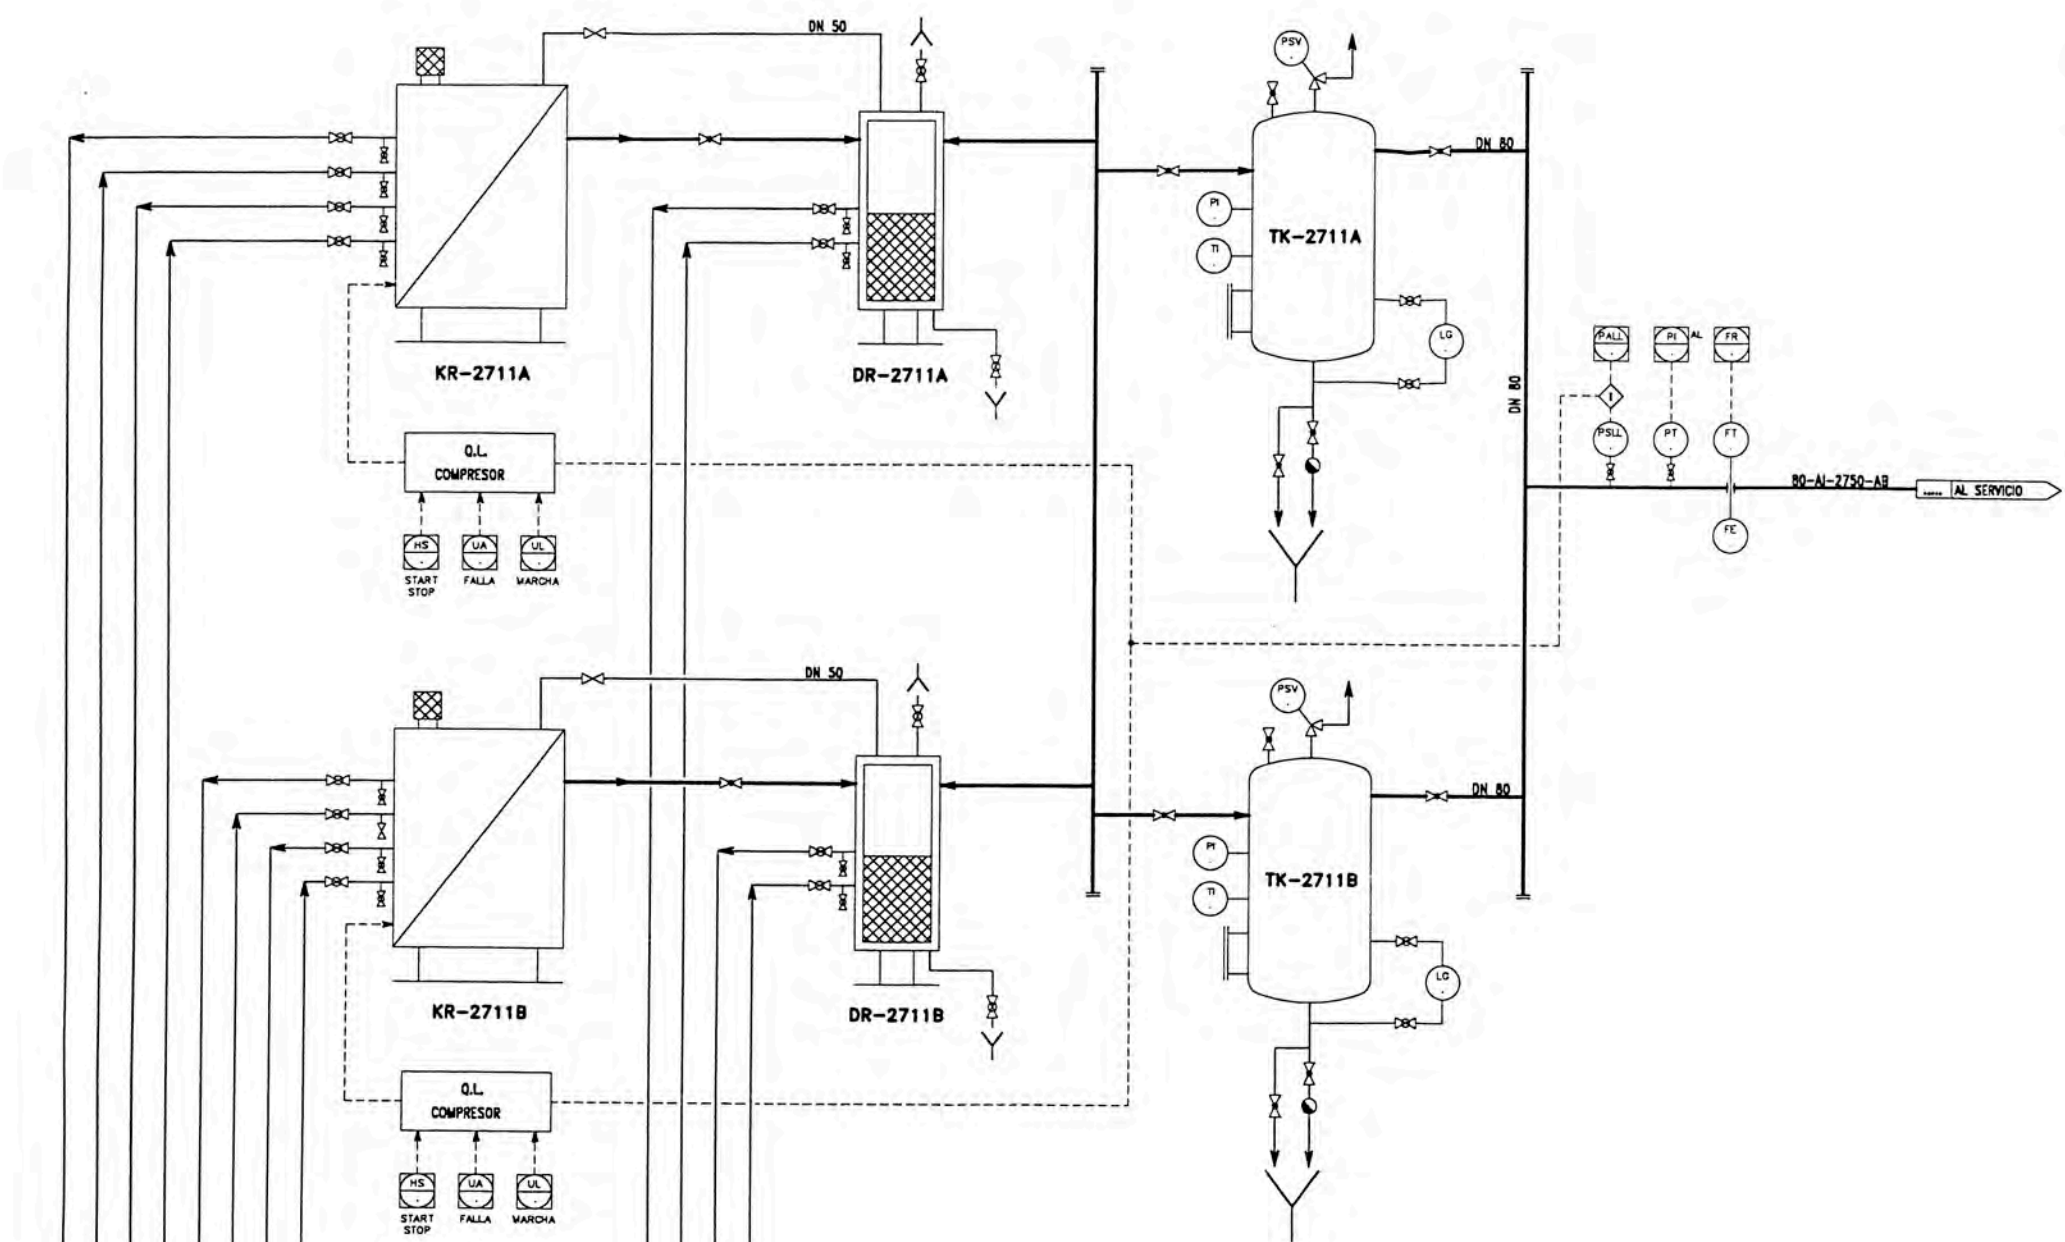 DN 50
PSV
DN 80
PI
TK-2711A
TI
LG
KR-2711A
DR-2711A
DN 80
PALL
PI
AL
FR
I
PSLL
PT
FT
Q.L.
COMPRESOR
80-AI-2750-AB
AL SERVICIO
FE
HS
UA
UL
START
STOP
FALLA
MARCHA
DN 50
PSV
DN 80
PI
TK-2711B
TI
LG
KR-2711B
DR-2711B
Q.L.
COMPRESOR
HS
UA
UL
START
STOP
FALLA
MARCHA